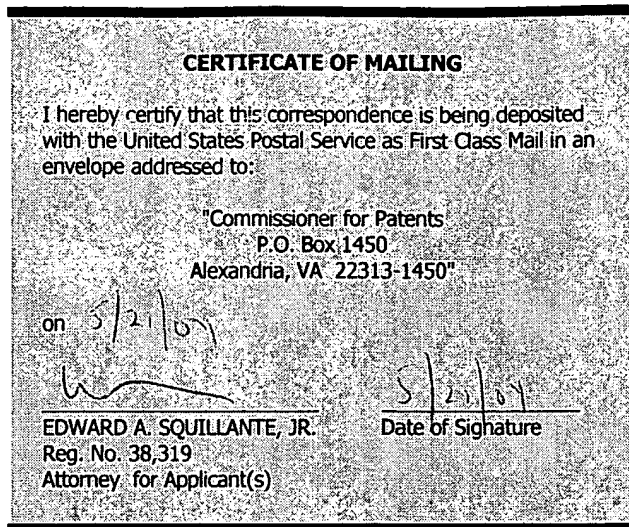 CERTIFICATE OF MAILING
I hereby certify that this correspondence is being deposited
with the United States Postal Service as First Class Mail in an
envelope addressed to:
"Commissioner for Patents
P.O. Box 1450
Alexandria, VA 22313-1450"
on 5/21/04
5/21/04
EDWARD A. SQUILLANTE, JR. Date of Signature
Reg. No. 38,319
Attorney for Applicant(s)